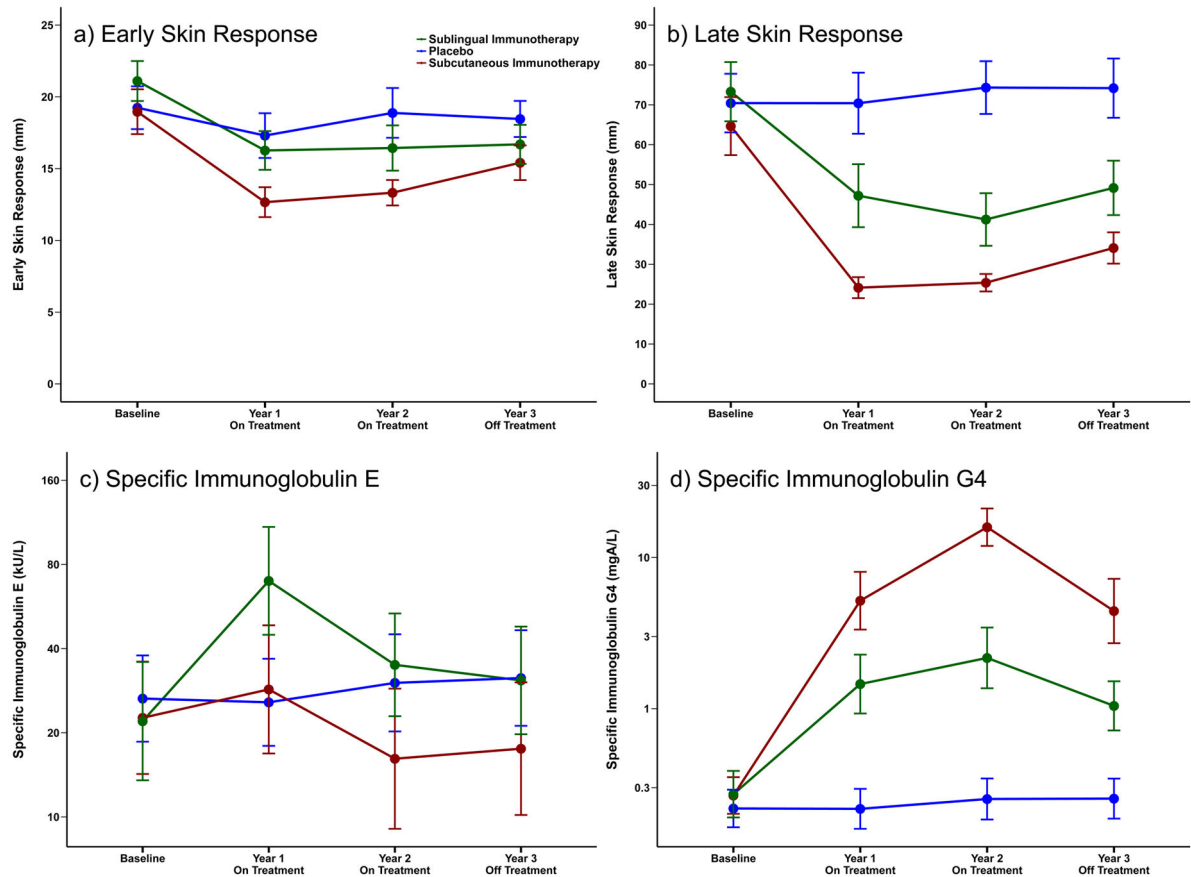 a) Early Skin Response
Sublingual Immunotherapy
Placebo
Subcutaneous Immunotherapy
Early Skin Response (mm)
25
20
15
10
5
0
Baseline
Year 1
On Treatment
Year 2
On Treatment
Year 3
Off Treatment
b) Late Skin Response
Late Skin Response (mm)
90
80
70
60
50
40
30
20
10
0
Baseline
Year 1
On Treatment
Year 2
On Treatment
Year 3
Off Treatment
c) Specific Immunoglobulin E
Specific Immunoglobulin E (kU/L)
160
80
40
20
10
Baseline
Year 1
On Treatment
Year 2
On Treatment
Year 3
Off Treatment
d) Specific Immunoglobulin G4
Specific Immunoglobulin G4 (mgA/L)
30
10
3
1
0.3
Baseline
Year 1
On Treatment
Year 2
On Treatment
Year 3
Off Treatment